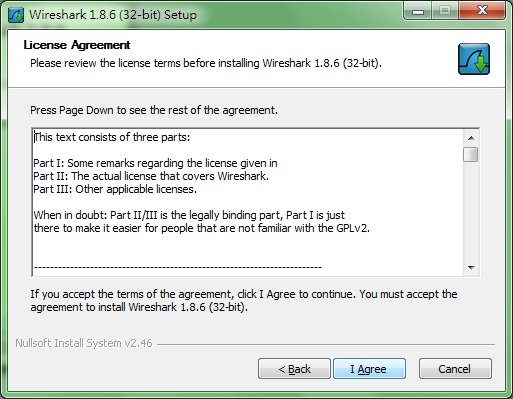 Wireshark 1.8.6 (32-bit) Setup
License Agreement
Please review the license terms before installing Wireshark 1.8.6 (32-bit).
Press Page Down to see the rest of the agreement.
This text consists of three parts:
Part I: Some remarks regarding the license given in
Part II: The actual license that covers Wireshark.
Part III: Other applicable licenses.
When in doubt: Part II/III is the legally binding part, Part I is just
there to make it easier for people that are not familiar with the GPLv2.
------------------------------------------------------------------------
If you accept the terms of the agreement, click I Agree to continue. You must accept the
agreement to install Wireshark 1.8.6 (32-bit).
Nullsoft Install System v2.46
< Back
I Agree
Cancel